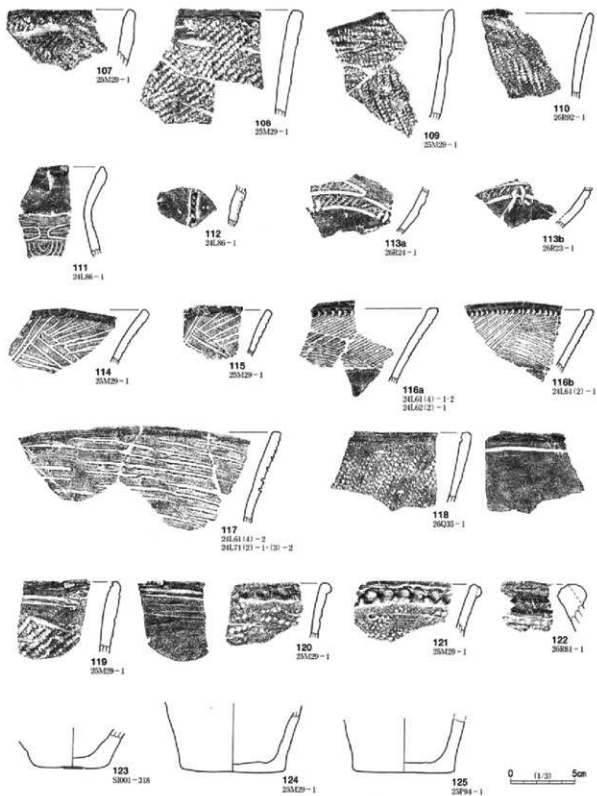 107
25M29-1
108
25M29-1
109
25M29-1
110
26R92-1
111
24L86-1
112
24L86-1
113a
26R24-1
113b
26R23-1
114
25M29-1
115
25M29-1
116a
24L61(4)-1・2
24L62(2)-1
116b
24L61(2)-1
117
24L61(4)-2
24L71(2)-1・(3)-2
118
26Q35-1
119
25M29-1
120
25M29-1
121
25M29-1
122
26R81-1
123
SI001-318
124
25M29-1
125
25P94-1
0 (1/3) 5cm